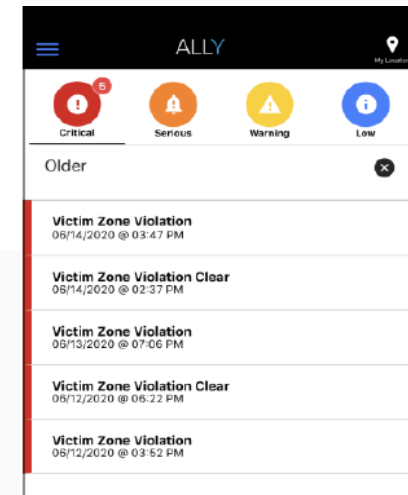 ALLY
My Location
5
Critical
Serious
Warning
Low
Older
Victim Zone Violation
06/14/2020 @ 03:47 PM
Victim Zone Violation Clear
06/14/2020 @ 02:37 PM
Victim Zone Violation
06/13/2020 @ 07:06 PM
Victim Zone Violation Clear
06/12/2020 @ 06:22 PM
Victim Zone Violation
06/12/2020 @ 03:52 PM